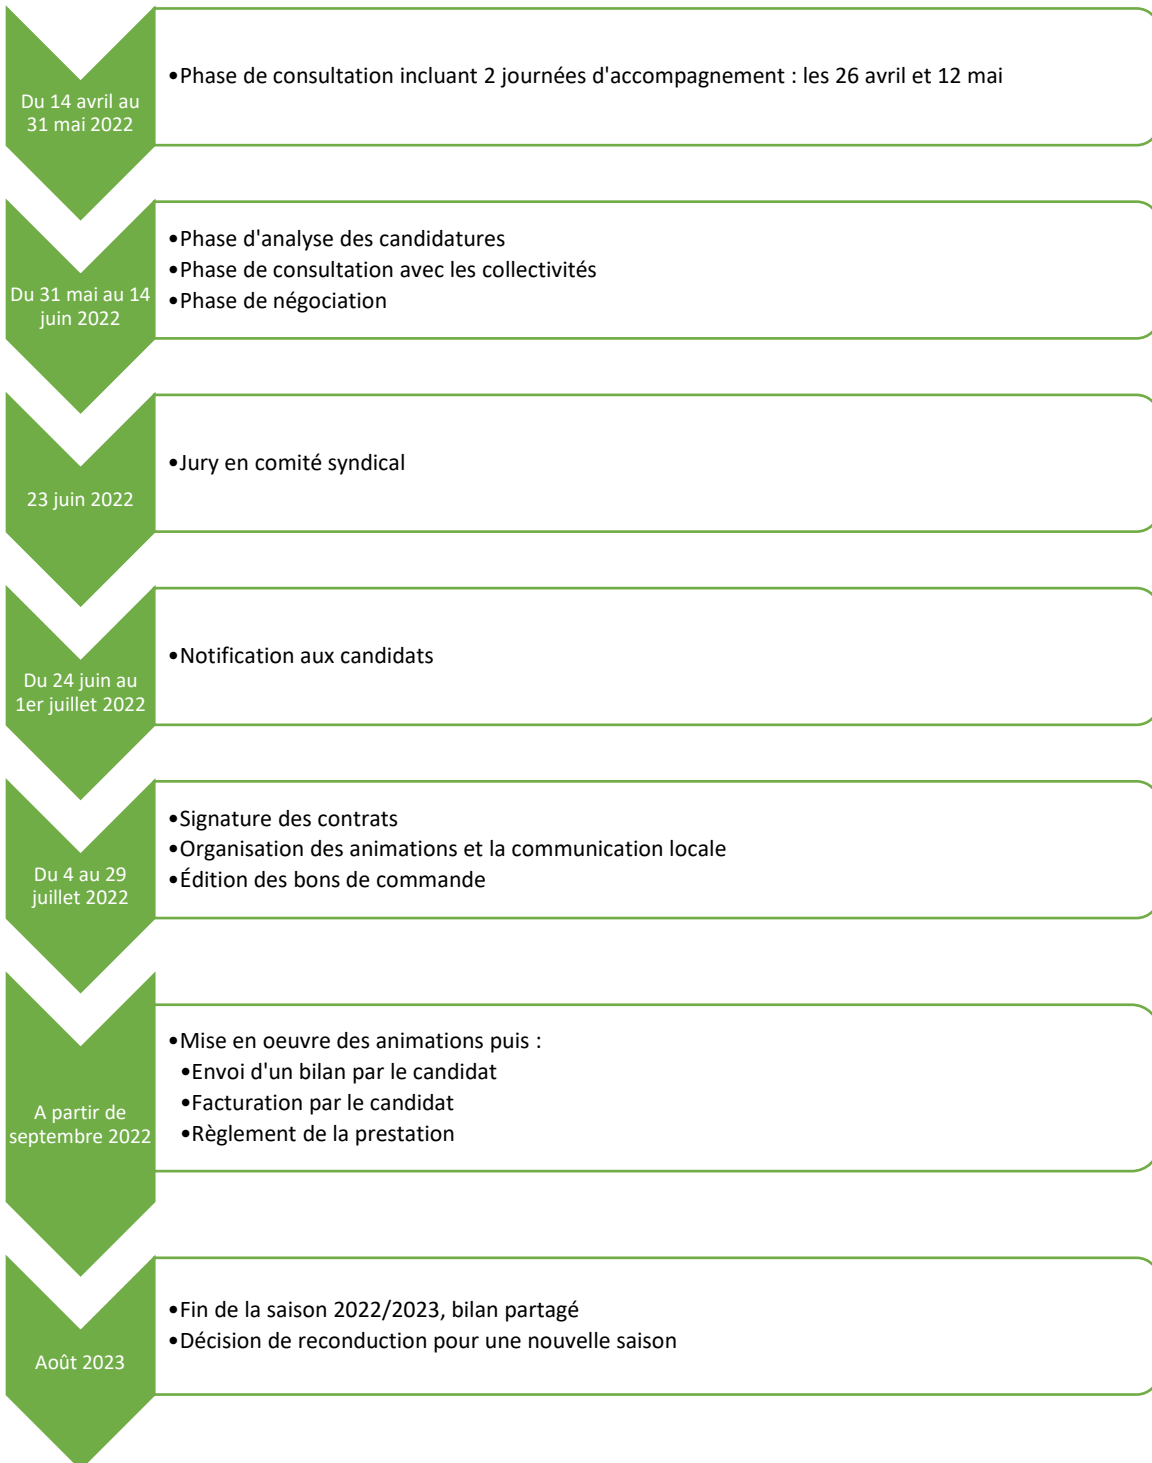 Du 14 avril au
31 mai 2022
•Phase de consultation incluant 2 journées d'accompagnement : les 26 avril et 12 mai
Du 31 mai au 14
juin 2022
•Phase d'analyse des candidatures
•Phase de consultation avec les collectivités
•Phase de négociation
23 juin 2022
•Jury en comité syndical
Du 24 juin au
1er juillet 2022
•Notification aux candidats
Du 4 au 29
juillet 2022
•Signature des contrats
•Organisation des animations et la communication locale
•Édition des bons de commande
A partir de
septembre 2022
•Mise en oeuvre des animations puis :
•Envoi d'un bilan par le candidat
•Facturation par le candidat
•Règlement de la prestation
Août 2023
•Fin de la saison 2022/2023, bilan partagé
•Décision de reconduction pour une nouvelle saison